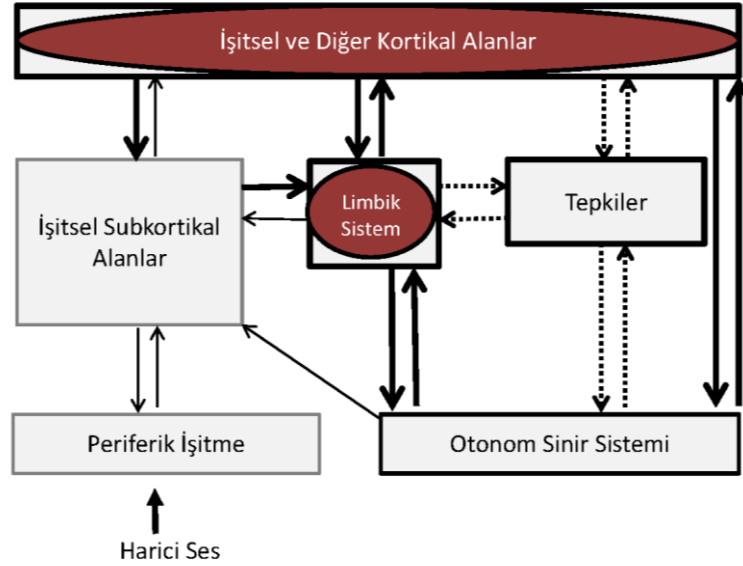 İşitsel ve Diğer Kortikal Alanlar
İşitsel Subkortikal
Alanlar
Limbik
Sistem
Tepkiler
Periferik İşitme
Otonom Sinir Sistemi
Harici Ses